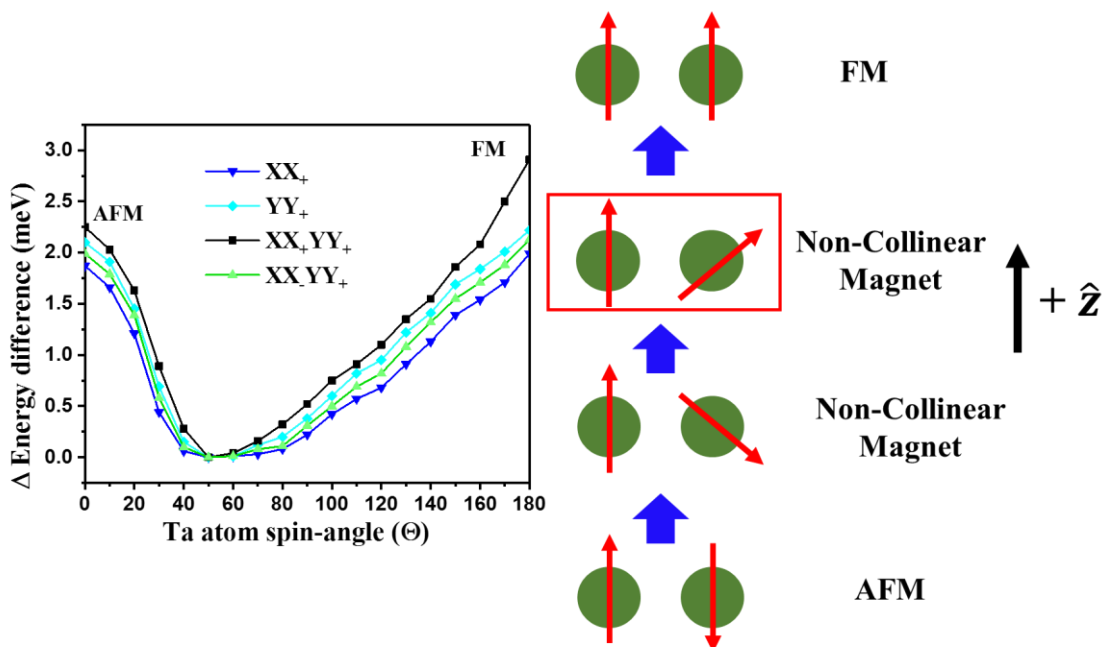 3.0
2.5
2.0
1.5
1.0
0.5
0.0
Δ Energy difference (meV)
AFM
FM
XX₊
YY₊
XX₊YY₊
XX₋YY₊
0 20 40 60 80 100 120 140 160 180
Ta atom spin-angle (Θ)
FM
Non-Collinear
Magnet
+ ẑ
Non-Collinear
Magnet
AFM